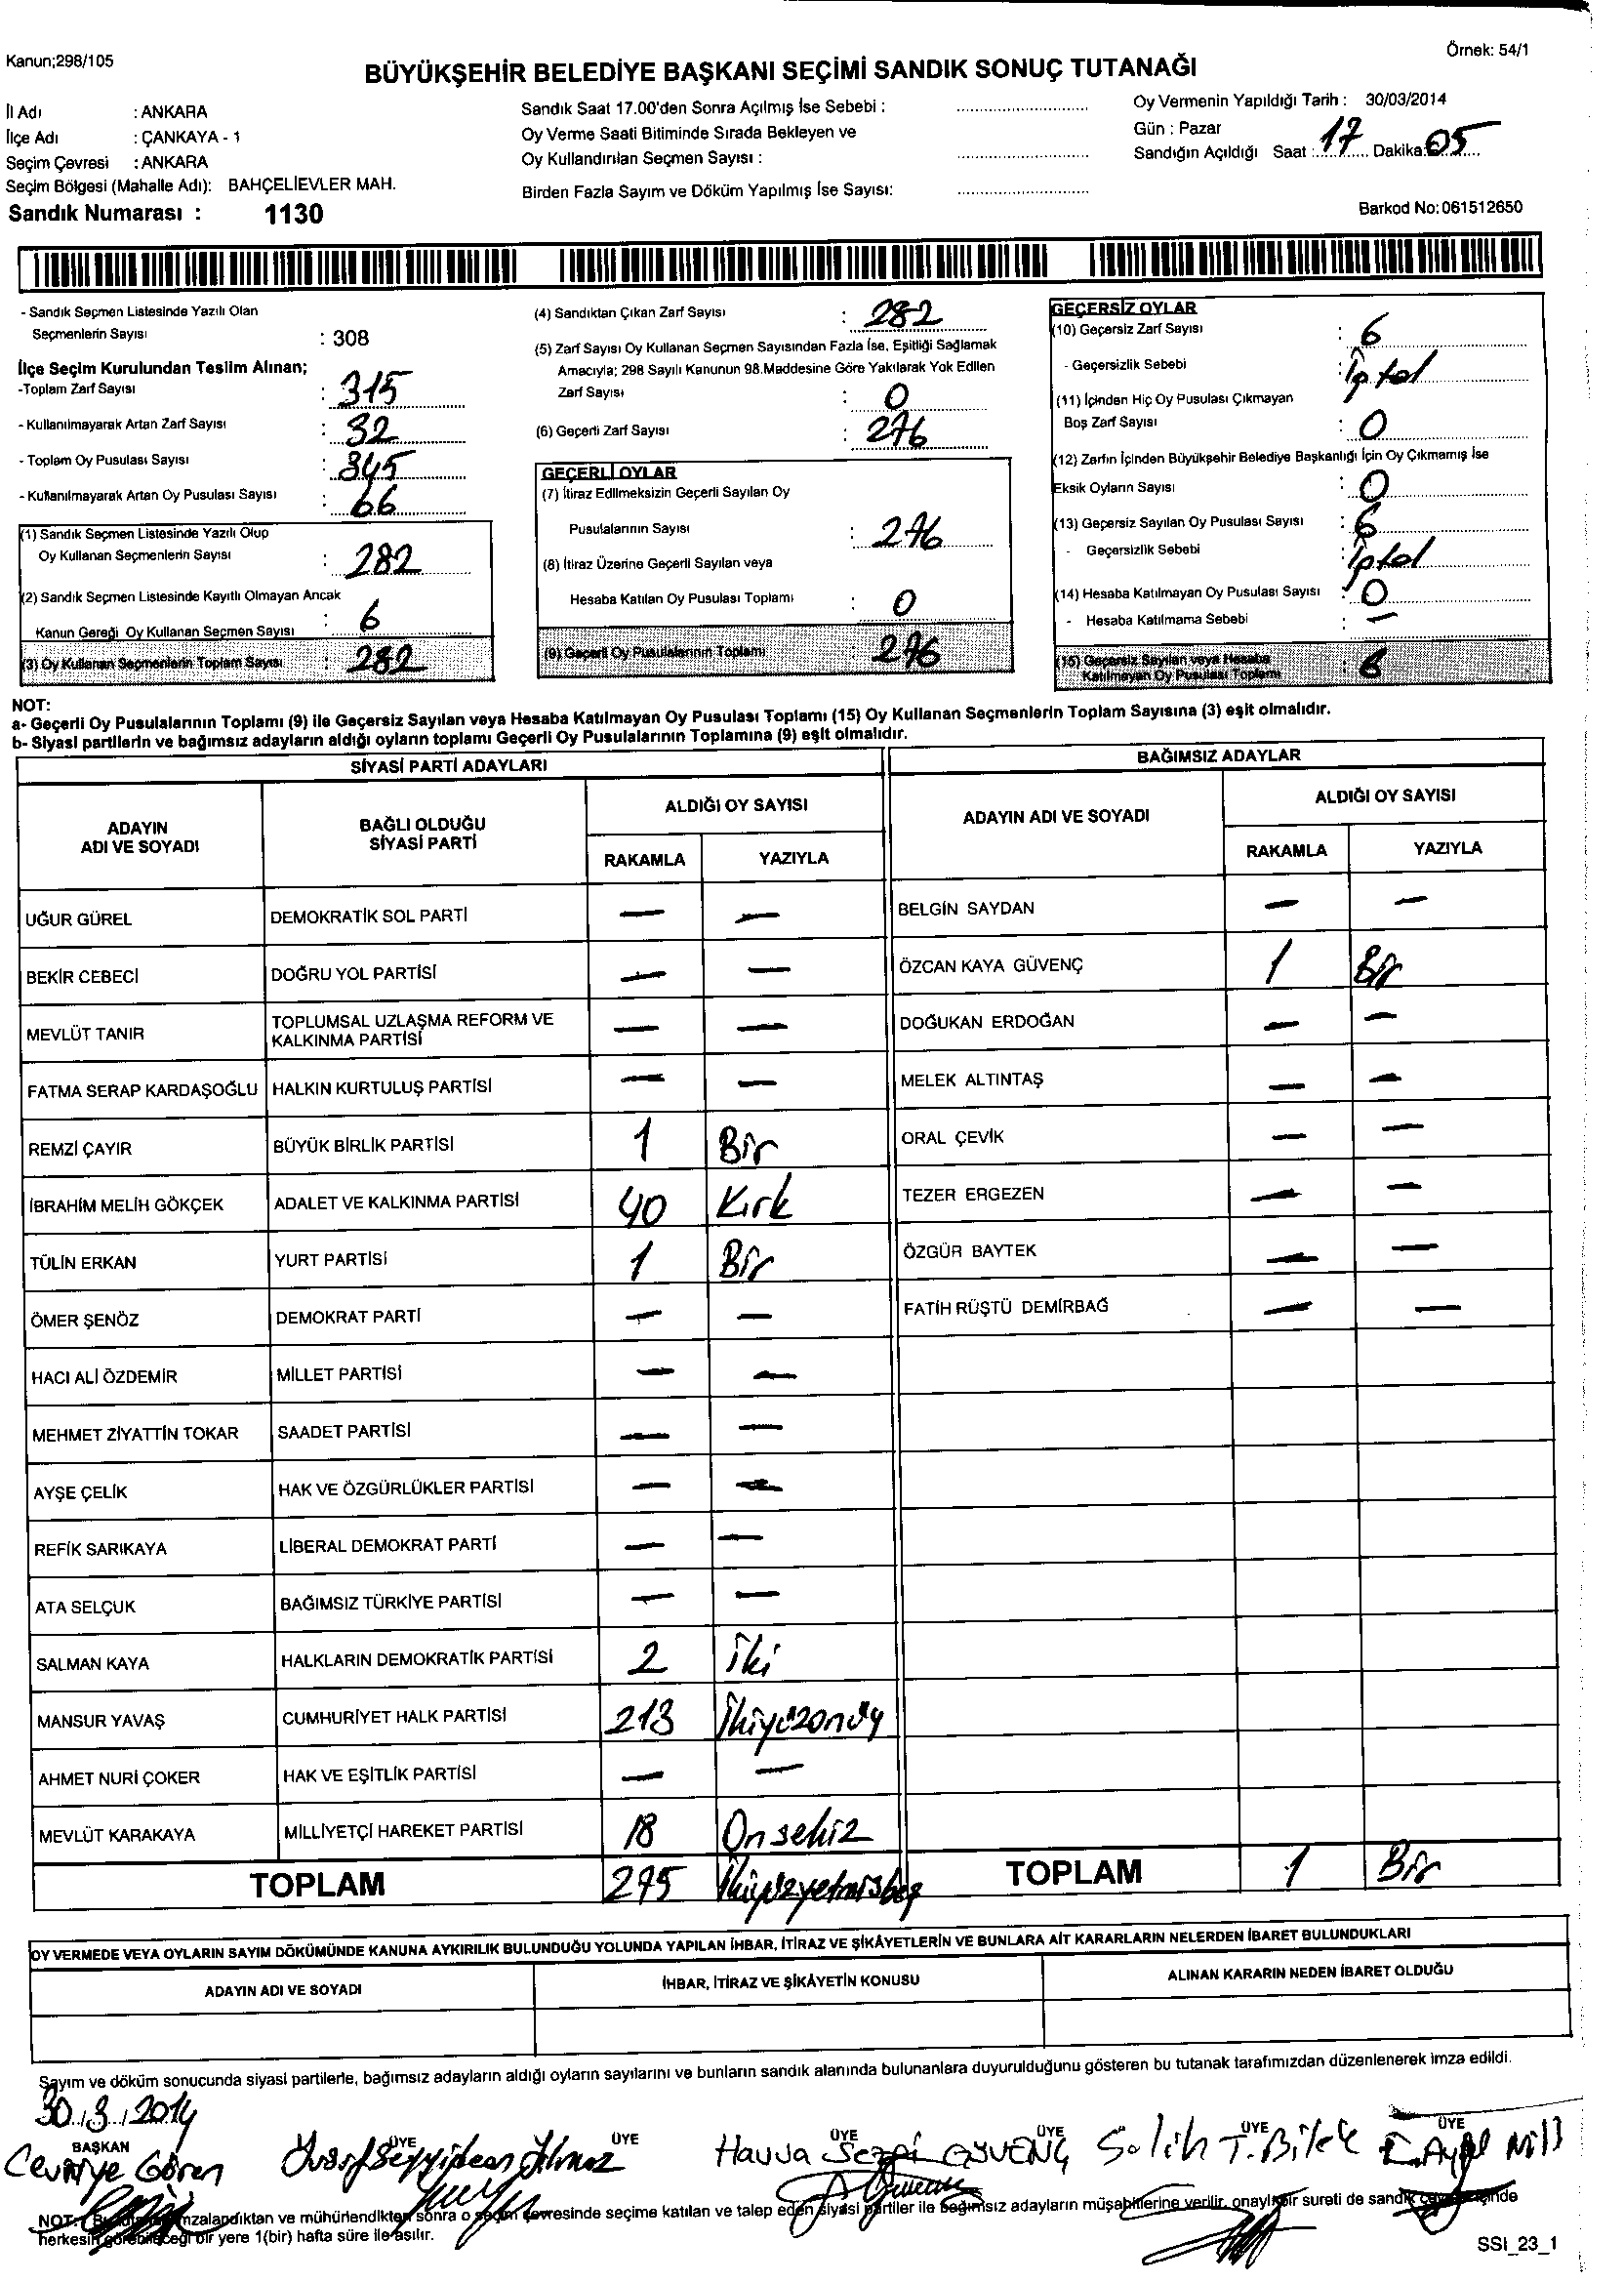 Kanun;298/105
Örnek: 54/1
BÜYÜKŞEHİR BELEDİYE BAŞKANI SEÇİMİ SANDIK SONUÇ TUTANAĞI
İl Adı : ANKARA
İlçe Adı : ÇANKAYA - 1
Seçim Çevresi : ANKARA
Seçim Bölgesi (Mahalle Adı): BAHÇELİEVLER MAH.
Sandık Numarası : 1130
Sandık Saat 17.00'den Sonra Açılmış İse Sebebi :
Oy Verme Saati Bitiminde Sırada Bekleyen ve
Oy Kullandırılan Seçmen Sayısı :
Birden Fazla Sayım ve Döküm Yapılmış İse Sayısı:
Oy Vermenin Yapıldığı Tarih : 30/03/2014
Gün : Pazar
Sandığın Açıldığı Saat : 17 Dakika: 05
Barkod No: 061512650
- Sandık Seçmen Listesinde Yazılı Olan
Seçmenlerin Sayısı : 308
İlçe Seçim Kurulundan Teslim Alınan;
-Toplam Zarf Sayısı : 315
- Kullanılmayarak Artan Zarf Sayısı : 32
- Toplam Oy Pusulası Sayısı : 345
- Kullanılmayarak Artan Oy Pusulası Sayısı : 66
(1) Sandık Seçmen Listesinde Yazılı Olup
Oy Kullanan Seçmenlerin Sayısı : 282
(2) Sandık Seçmen Listesinde Kayıtlı Olmayan Ancak
Kanun Gereği Oy Kullanan Seçmen Sayısı : 6
(3) Oy Kullanan Seçmenlerin Toplam Sayısı : 282
(4) Sandıktan Çıkan Zarf Sayısı : 282
(5) Zarf Sayısı Oy Kullanan Seçmen Sayısından Fazla İse, Eşitliği Sağlamak
Amacıyla; 298 Sayılı Kanunun 98.Maddesine Göre Yakılarak Yok Edilen
Zarf Sayısı : 0
(6) Geçerli Zarf Sayısı : 276
GEÇERLİ OYLAR
(7) İtiraz Edilmeksizin Geçerli Sayılan Oy
Pusulalarının Sayısı : 276
(8) İtiraz Üzerine Geçerli Sayılan veya
Hesaba Katılan Oy Pusulası Toplamı : 0
(9) Geçerli Oy Pusulalarının Toplamı : 276
GEÇERSİZ OYLAR
(10) Geçersiz Zarf Sayısı : 6
- Geçersizlik Sebebi : İptal
(11) İçinden Hiç Oy Pusulası Çıkmayan
Boş Zarf Sayısı : 0
(12) Zarfın İçinden Büyükşehir Belediye Başkanlığı İçin Oy Çıkmamış İse
Eksik Oyların Sayısı : 0
(13) Geçersiz Sayılan Oy Pusulası Sayısı : 6
- Geçersizlik Sebebi : İptal
(14) Hesaba Katılmayan Oy Pusulası Sayısı : 0
- Hesaba Katılmama Sebebi : —
(15) Geçersiz Sayılan veya Hesaba
Katılmayan Oy Pusulası Toplamı : 6
NOT:
a- Geçerli Oy Pusulalarının Toplamı (9) ile Geçersiz Sayılan veya Hesaba Katılmayan Oy Pusulası Toplamı (15) Oy Kullanan Seçmenlerin Toplam Sayısına (3) eşit olmalıdır.
b- Siyasi partilerin ve bağımsız adayların aldığı oyların toplamı Geçerli Oy Pusulalarının Toplamına (9) eşit olmalıdır.
SİYASİ PARTİ ADAYLARI
ADAYIN ADI VE SOYADI BAĞLI OLDUĞU SİYASİ PARTİ ALDIĞI OY SAYISI
RAKAMLA YAZIYLA
UĞUR GÜREL DEMOKRATİK SOL PARTİ — —
BEKİR CEBECİ DOĞRU YOL PARTİSİ — —
MEVLÜT TANIR TOPLUMSAL UZLAŞMA REFORM VE KALKINMA PARTİSİ — —
FATMA SERAP KARDAŞOĞLU HALKIN KURTULUŞ PARTİSİ — —
REMZİ ÇAYIR BÜYÜK BİRLİK PARTİSİ 1 Bir
İBRAHİM MELİH GÖKÇEK ADALET VE KALKINMA PARTİSİ 40 Kırk
TÜLİN ERKAN YURT PARTİSİ 1 Bir
ÖMER ŞENÖZ DEMOKRAT PARTİ — —
HACI ALİ ÖZDEMİR MİLLET PARTİSİ — —
MEHMET ZİYATTİN TOKAR SAADET PARTİSİ — —
AYŞE ÇELİK HAK VE ÖZGÜRLÜKLER PARTİSİ — —
REFİK SARIKAYA LİBERAL DEMOKRAT PARTİ — —
ATA SELÇUK BAĞIMSIZ TÜRKİYE PARTİSİ — —
SALMAN KAYA HALKLARIN DEMOKRATİK PARTİSİ 2 İki
MANSUR YAVAŞ CUMHURİYET HALK PARTİSİ 213
AHMET NURİ ÇOKER HAK VE EŞİTLİK PARTİSİ — —
MEVLÜT KARAKAYA MİLLİYETÇİ HAREKET PARTİSİ 18 Onsekiz
TOPLAM 275 İkiyüzyetmişbeş
BAĞIMSIZ ADAYLAR
ADAYIN ADI VE SOYADI ALDIĞI OY SAYISI
RAKAMLA YAZIYLA
BELGİN SAYDAN — —
ÖZCAN KAYA GÜVENÇ 1 Bir
DOĞUKAN ERDOĞAN — —
MELEK ALTINTAŞ — —
ORAL ÇEVİK — —
TEZER ERGEZEN — —
ÖZGÜR BAYTEK — —
FATİH RÜŞTÜ DEMİRBAĞ — —
TOPLAM 1 Bir
OY VERMEDE VEYA OYLARIN SAYIM DÖKÜMÜNDE KANUNA AYKIRILIK BULUNDUĞU YOLUNDA YAPILAN İHBAR, İTİRAZ VE ŞİKÂYETLERİN VE BUNLARA AİT KARARLARIN NELERDEN İBARET BULUNDUKLARI
ADAYIN ADI VE SOYADI İHBAR, İTİRAZ VE ŞİKÂYETİN KONUSU ALINAN KARARIN NEDEN İBARET OLDUĞU
Sayım ve döküm sonucunda siyasi partilerle, bağımsız adayların aldığı oyların sayılarını ve bunların sandık alanında bulunanlara duyurulduğunu gösteren bu tutanak tarafımızdan düzenlenerek imza edildi.
30/3/2014
BAŞKAN ÜYE ÜYE ÜYE ÜYE ÜYE ÜYE
Gören Yılmaz Havva Sezgi GÜVENÇ Salih T. Bilek
NOT: imzalandıktan ve mühürlendikten sonra o seçim çevresinde seçime katılan ve talep eden siyasi partiler ile bağımsız adayların müşahitlerine verilir, onaylı bir sureti de sandık içinde
herkesin görebileceği bir yere 1(bir) hafta süre ile asılır.
SSI_23_1